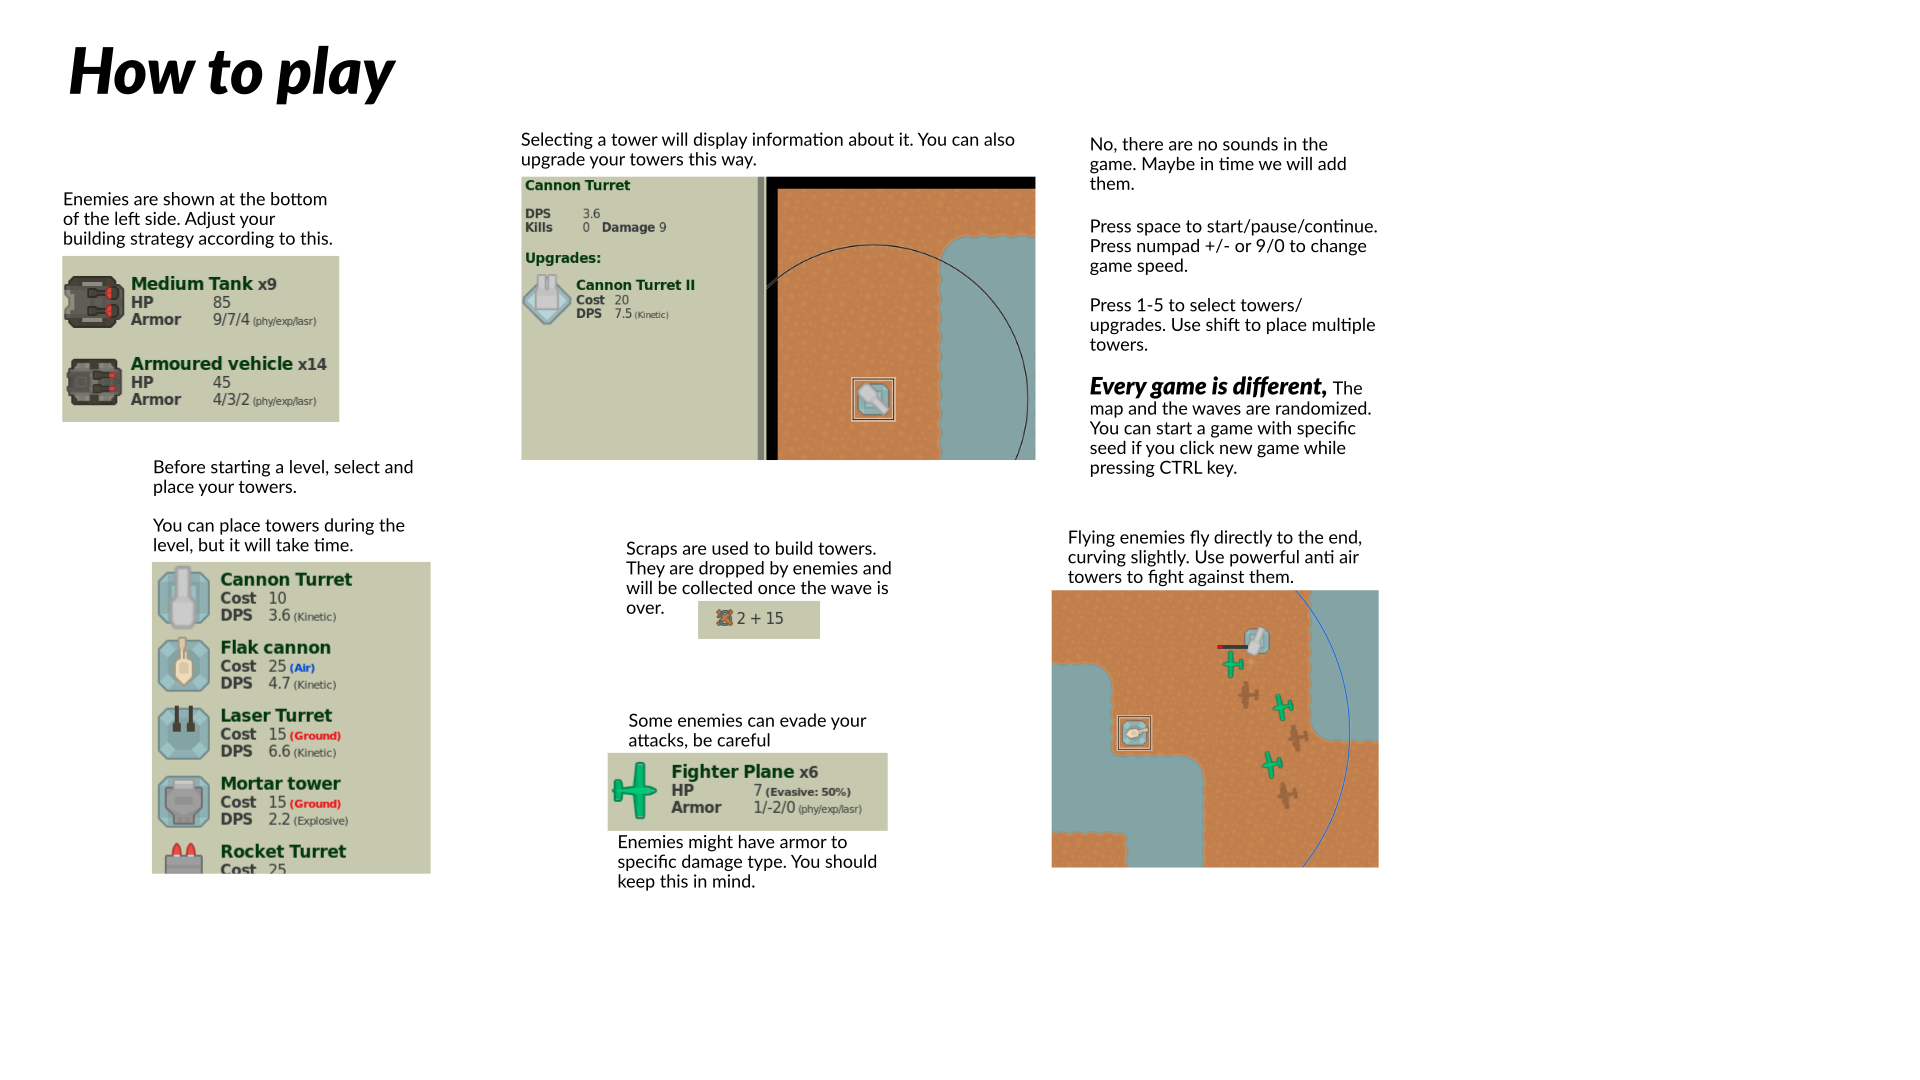 How to play
Enemies are shown at the bottom
of the left side. Adjust your
building strategy according to this.
Medium Tank x9
HP 85
Armor 9/7/4 (phy/exp/lasr)
Armoured vehicle x14
HP 45
Armor 4/3/2 (phy/exp/lasr)
Before starting a level, select and
place your towers.
You can place towers during the
level, but it will take time.
Cannon Turret
Cost 10
DPS 3.6 (Kinetic)
Flak cannon
Cost 25 (Air)
DPS 4.7 (Kinetic)
Laser Turret
Cost 15 (Ground)
DPS 6.6 (Kinetic)
Mortar tower
Cost 15 (Ground)
DPS 2.2 (Explosive)
Rocket Turret
Cost 25
Selecting a tower will display information about it. You can also
upgrade your towers this way.
Cannon Turret
DPS 3.6
Kills 0 Damage 9
Upgrades:
Cannon Turret II
Cost 20
DPS 7.5 (Kinetic)
Scraps are used to build towers.
They are dropped by enemies and
will be collected once the wave is
over.
2 + 15
Some enemies can evade your
attacks, be careful
Fighter Plane x6
HP 7 (Evasive: 50%)
Armor 1/-2/0 (phy/exp/lasr)
Enemies might have armor to
specific damage type. You should
keep this in mind.
No, there are no sounds in the
game. Maybe in time we will add
them.
Press space to start/pause/continue.
Press numpad +/- or 9/0 to change
game speed.
Press 1-5 to select towers/
upgrades. Use shift to place multiple
towers.
Every game is different, The
map and the waves are randomized.
You can start a game with specific
seed if you click new game while
pressing CTRL key.
Flying enemies fly directly to the end,
curving slightly. Use powerful anti air
towers to fight against them.